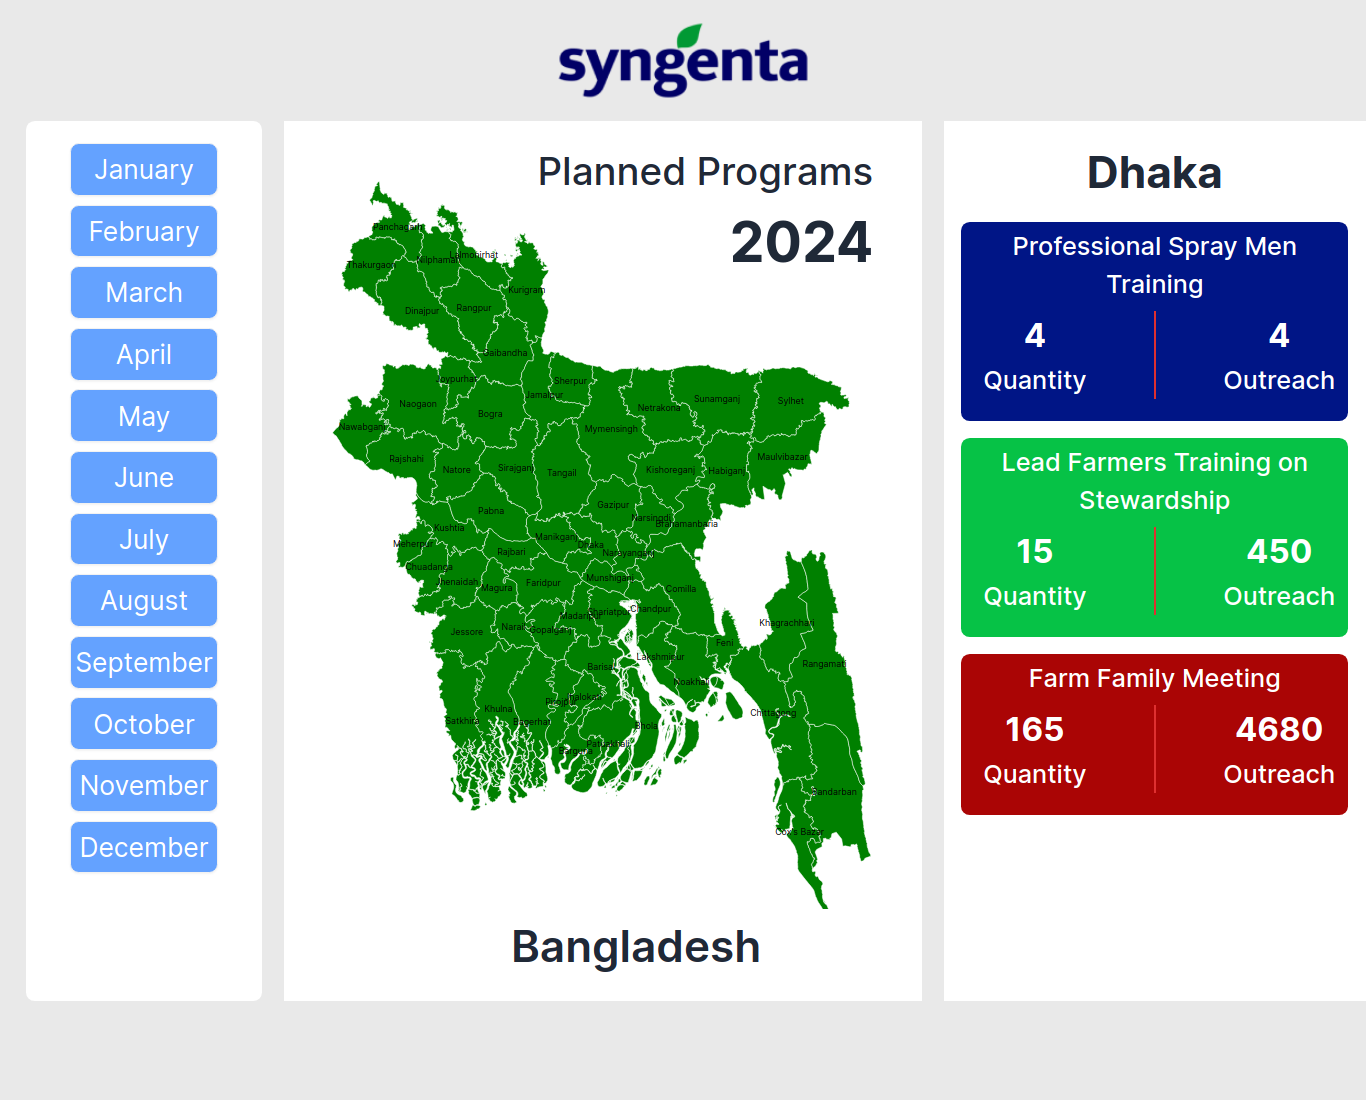 syngenta
January
February
March
April
May
June
July
August
September
October
November
December
Planned Programs
2024
Panchagarh
Thakurgaon
Nilphamari
Lalmonirhat
Kurigram
Dinajpur
Rangpur
Gaibandha
Joypurhat
Sherpur
Jamalpur
Naogaon
Bogra
Netrakona
Sunamganj
Sylhet
Nawabganj
Mymensingh
Rajshahi
Natore
Sirajganj
Tangail
Kishoreganj
Habiganj
Maulvibazar
Pabna
Gazipur
Narsingdi
Brahamanbaria
Kushtia
Meherpur
Manikganj
Dhaka
Rajbari
Narayanganj
Chuadanga
Jhenaidah
Magura
Faridpur
Munshiganj
Comilla
Madaripur
Shariatpur
Chandpur
Khagrachhari
Jessore
Narail
Gopalganj
Feni
Barisal
Lakshmipur
Rangamati
Noakhali
Khulna
Pirojpur
Jhalokati
Satkhira
Bagerhat
Bhola
Chittagong
Barguna
Patuakhali
Bandarban
Cox's Bazar
Bangladesh
Dhaka
Professional Spray Men
Training
4 4
Quantity Outreach
Lead Farmers Training on
Stewardship
15 450
Quantity Outreach
Farm Family Meeting
165 4680
Quantity Outreach